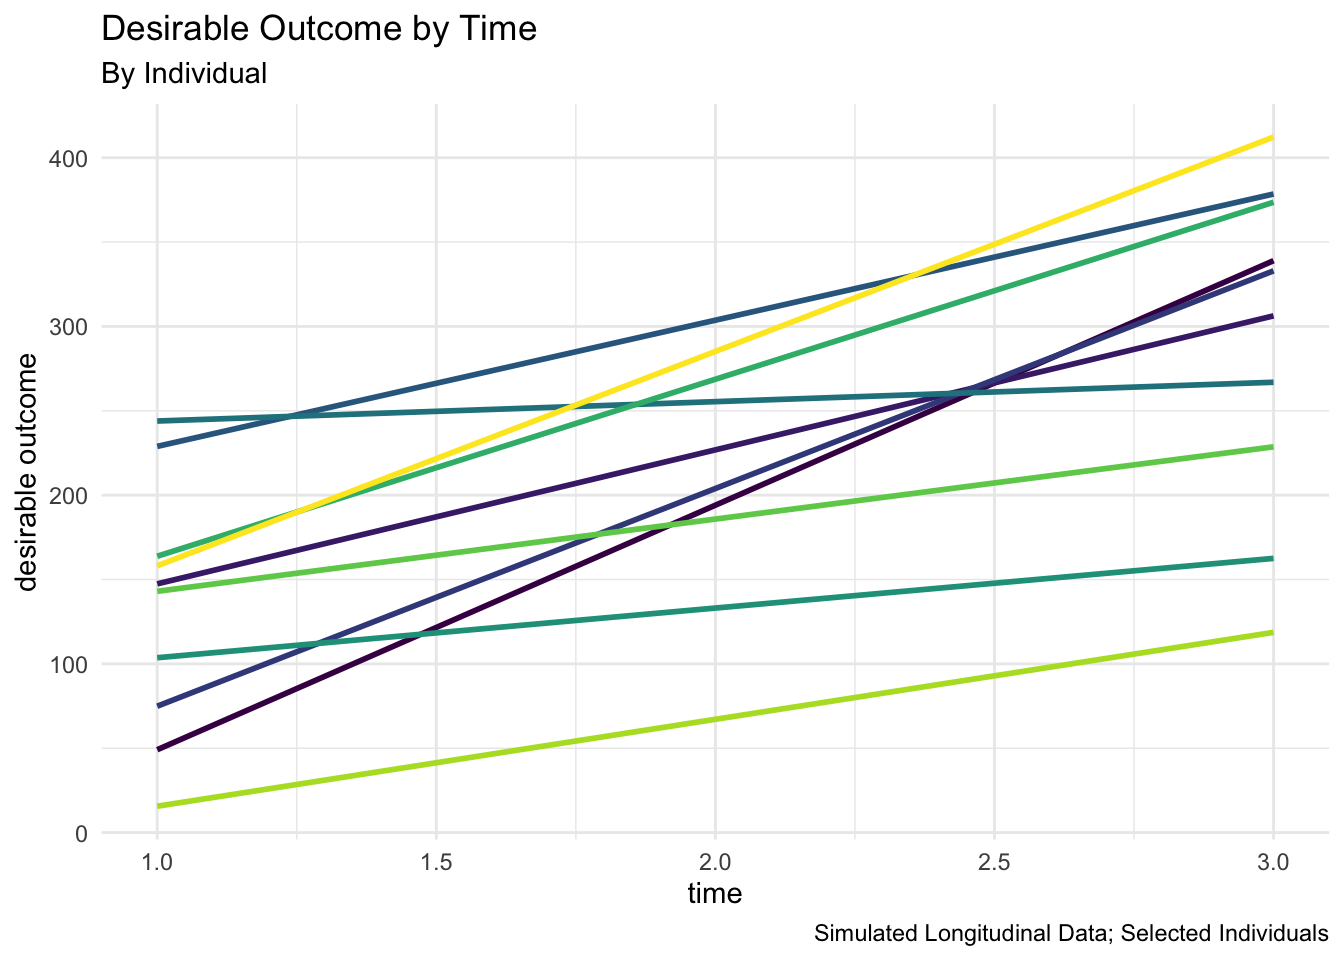 Desirable Outcome by Time
By Individual
desirable outcome
400
300
200
100
0
1.0 1.5 2.0 2.5 3.0
time
Simulated Longitudinal Data; Selected Individuals